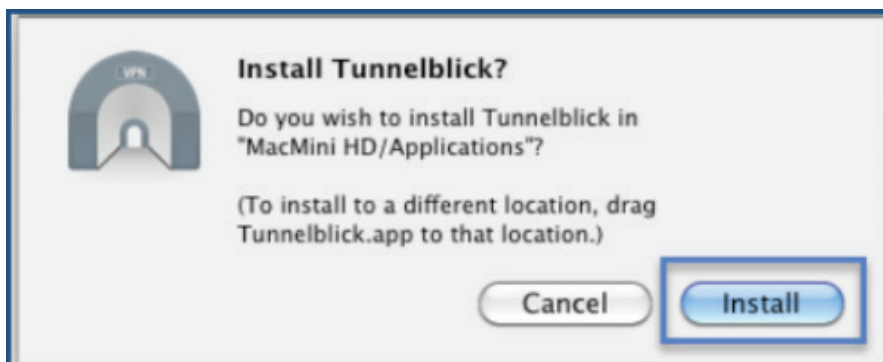 VPN
Install Tunnelblick?
Do you wish to install Tunnelblick in
"MacMini HD/Applications"?
(To install to a different location, drag
Tunnelblick.app to that location.)
Cancel
Install